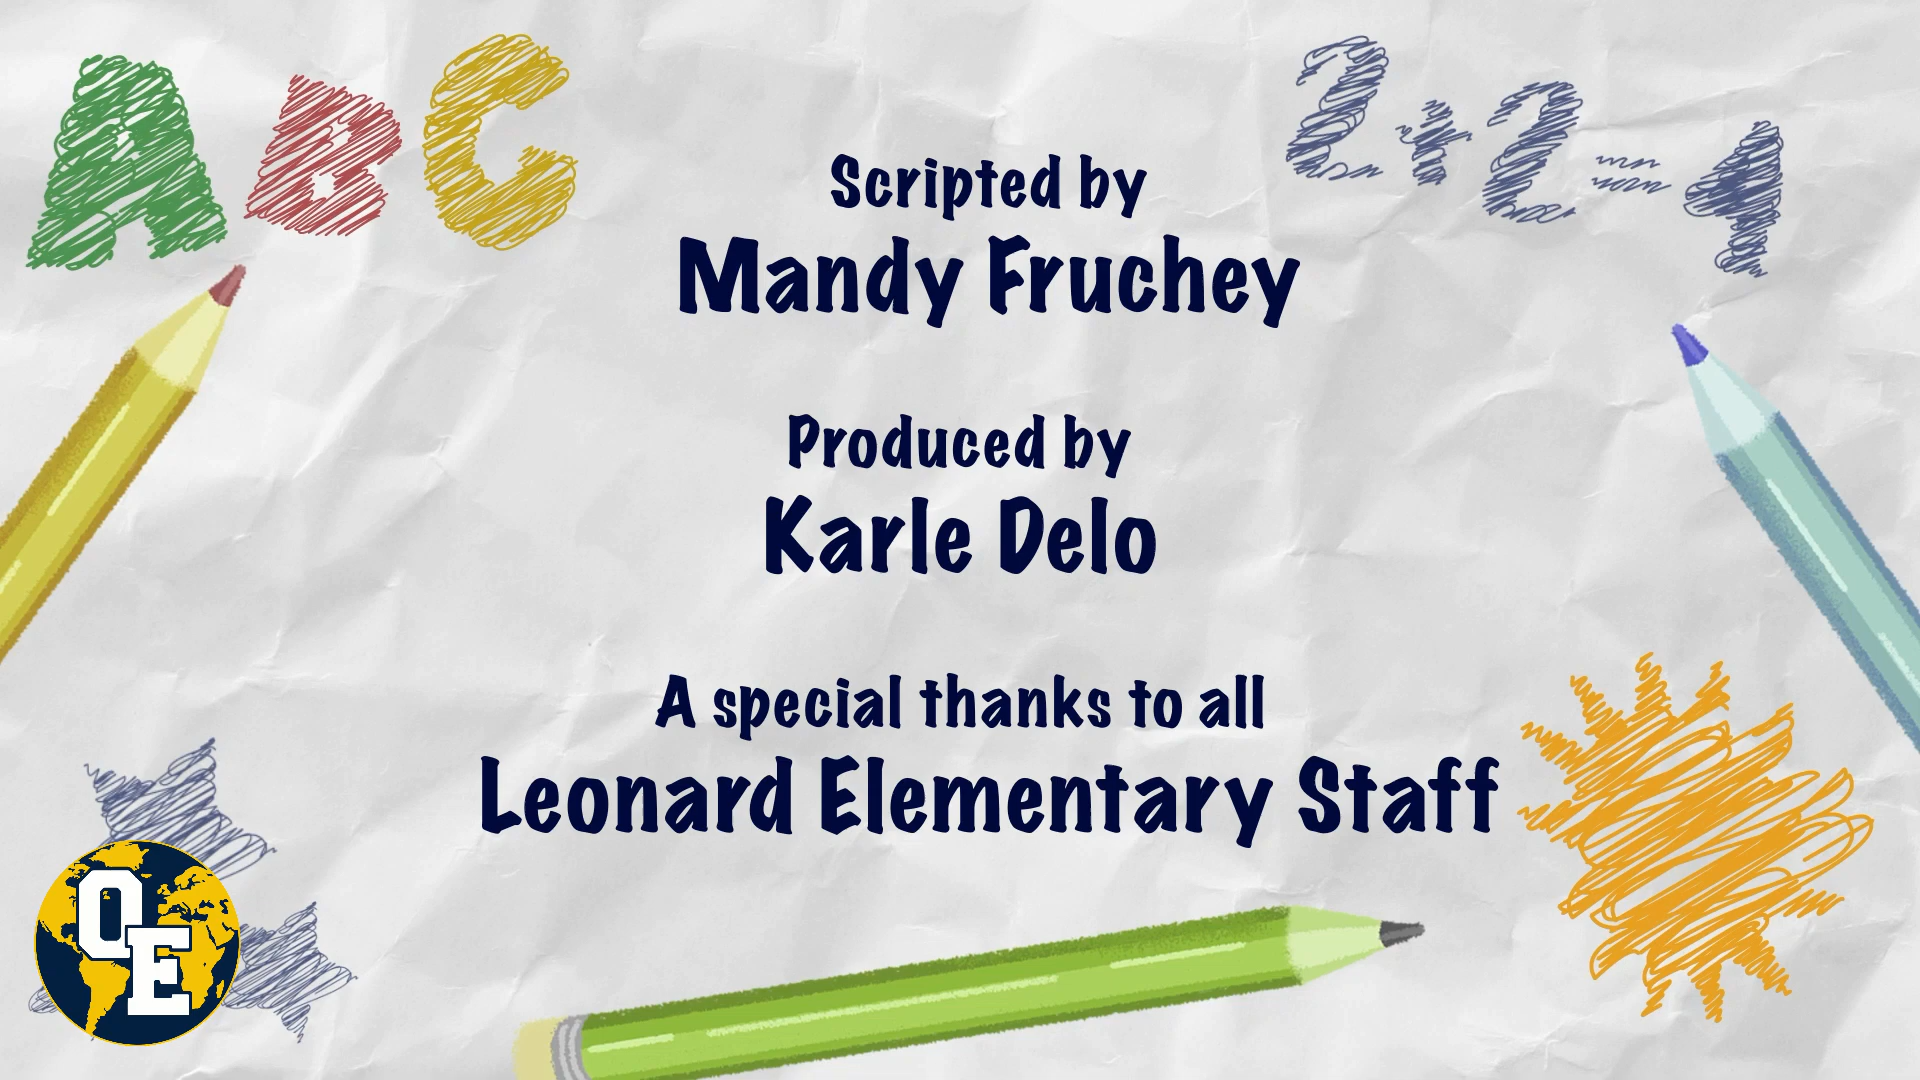 ABC
2+2=4
Scripted by
Mandy Fruchey
Produced by
Karle Delo
A special thanks to all
Leonard Elementary Staff
OE